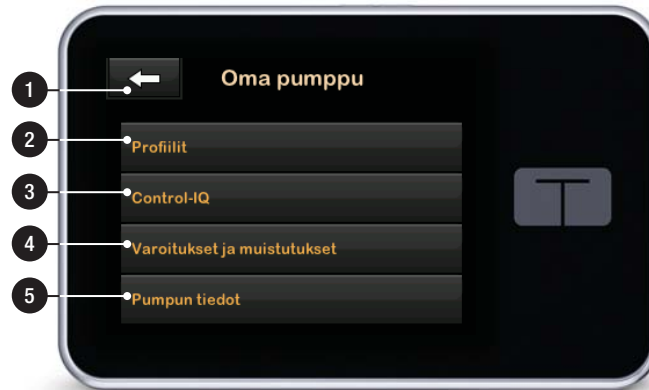 Oma pumppu
1
2
Profiilit
3
Control-IQ
4
Varoitukset ja muistutukset
5
Pumpun tiedot